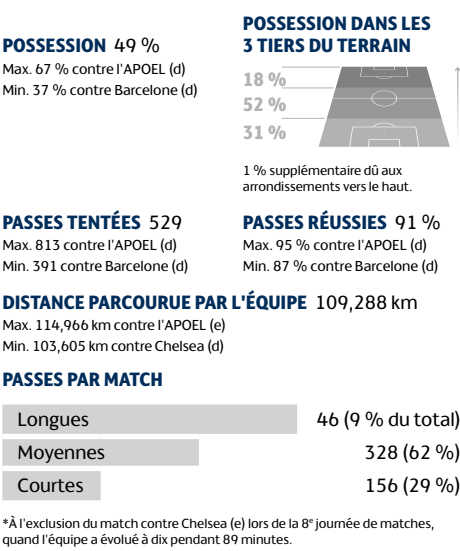 POSSESSION 49 %
Max. 67 % contre l'APOEL (d)
Min. 37 % contre Barcelone (d)
POSSESSION DANS LES
3 TIERS DU TERRAIN
18 %
52 %
31 %
1 % supplémentaire dû aux
arrondissements vers le haut.
PASSES TENTÉES 529
Max. 813 contre l'APOEL (d)
Min. 391 contre Barcelone (d)
PASSES RÉUSSIES 91 %
Max. 95 % contre l'APOEL (d)
Min. 87 % contre Barcelone (d)
DISTANCE PARCOURUE PAR L'ÉQUIPE 109,288 km
Max. 114,966 km contre l'APOEL (e)
Min. 103,605 km contre Chelsea (d)
PASSES PAR MATCH
Longues 46 (9 % du total)
Moyennes 328 (62 %)
Courtes 156 (29 %)
*À l'exclusion du match contre Chelsea (e) lors de la 8e journée de matches,
quand l'équipe a évolué à dix pendant 89 minutes.